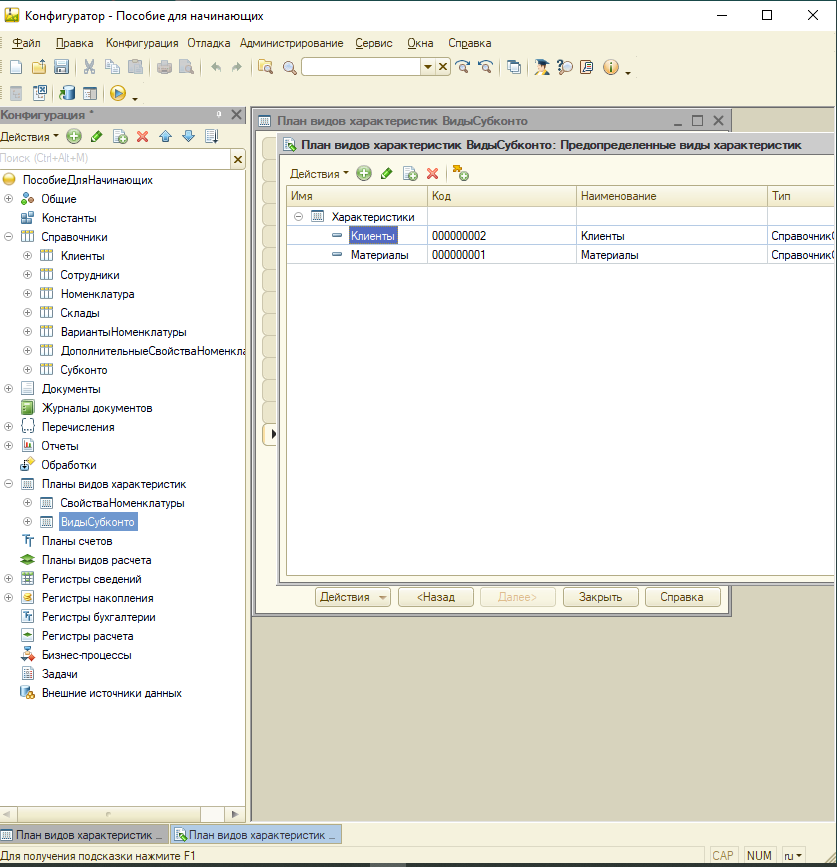 Конфигуратор - Пособие для начинающих
Файл Правка Конфигурация Отладка Администрирование Сервис Окна Справка
Конфигурация *
Действия
Поиск (Ctrl+Alt+M)
ПособиеДляНачинающих
Общие
Константы
Справочники
Клиенты
Сотрудники
Номенклатура
Склады
ВариантыНоменклатуры
ДополнительныеСвойстваНоменкла
Субконто
Документы
Журналы документов
Перечисления
Отчеты
Обработки
Планы видов характеристик
СвойстваНоменклатуры
ВидыСубконто
Планы счетов
Планы видов расчета
Регистры сведений
Регистры накопления
Регистры бухгалтерии
Регистры расчета
Бизнес-процессы
Задачи
Внешние источники данных
План видов характеристик ВидыСубконто
План видов характеристик ВидыСубконто: Предопределенные виды характеристик
Действия
Имя Код Наименование Тип
Характеристики
Клиенты 000000002 Клиенты СправочникС
Материалы 000000001 Материалы СправочникС
Действия <Назад Далее> Закрыть Справка
План видов характеристик ... План видов характеристик ...
Для получения подсказки нажмите F1 CAP NUM ru